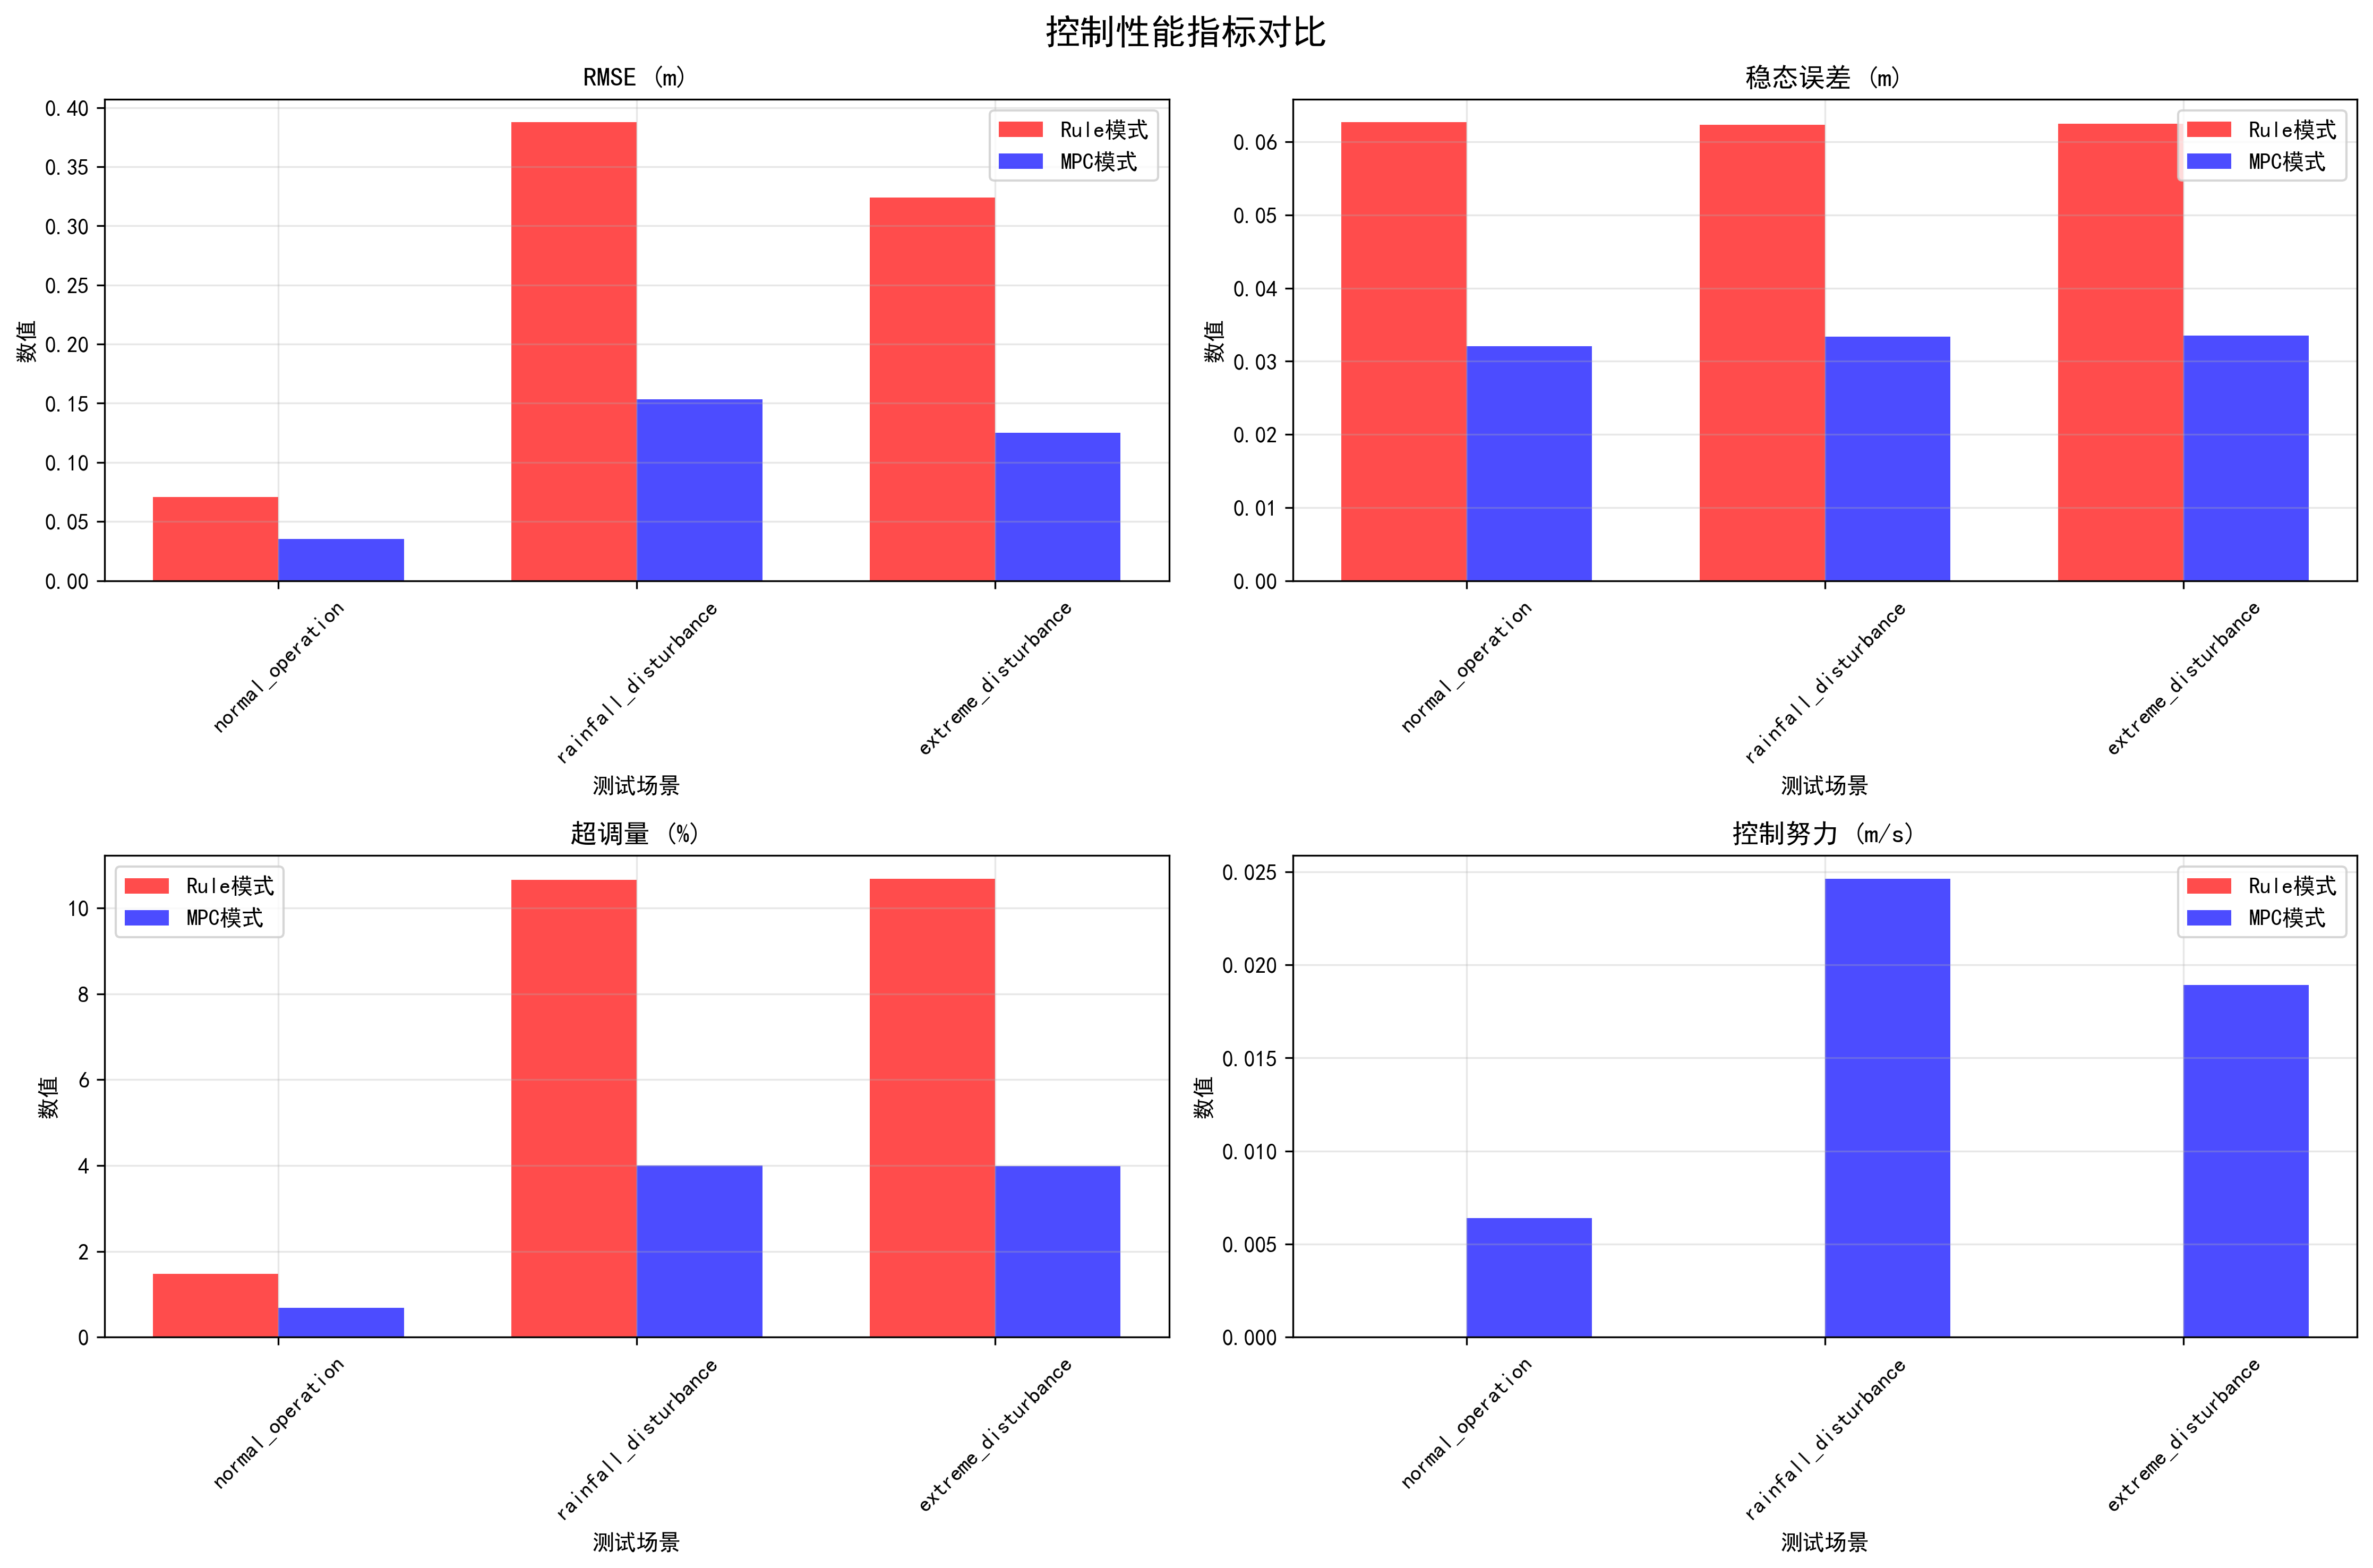 控制性能指标对比
RMSE (m)
数值
0.40
0.35
0.30
0.25
0.20
0.15
0.10
0.05
0.00
Rule模式
MPC模式
normal_operation
rainfall_disturbance
extreme_disturbance
测试场景
稳态误差 (m)
数值
0.06
0.05
0.04
0.03
0.02
0.01
0.00
Rule模式
MPC模式
normal_operation
rainfall_disturbance
extreme_disturbance
测试场景
超调量 (%)
数值
10
8
6
4
2
0
Rule模式
MPC模式
normal_operation
rainfall_disturbance
extreme_disturbance
测试场景
控制努力 (m/s)
数值
0.025
0.020
0.015
0.010
0.005
0.000
Rule模式
MPC模式
normal_operation
rainfall_disturbance
extreme_disturbance
测试场景